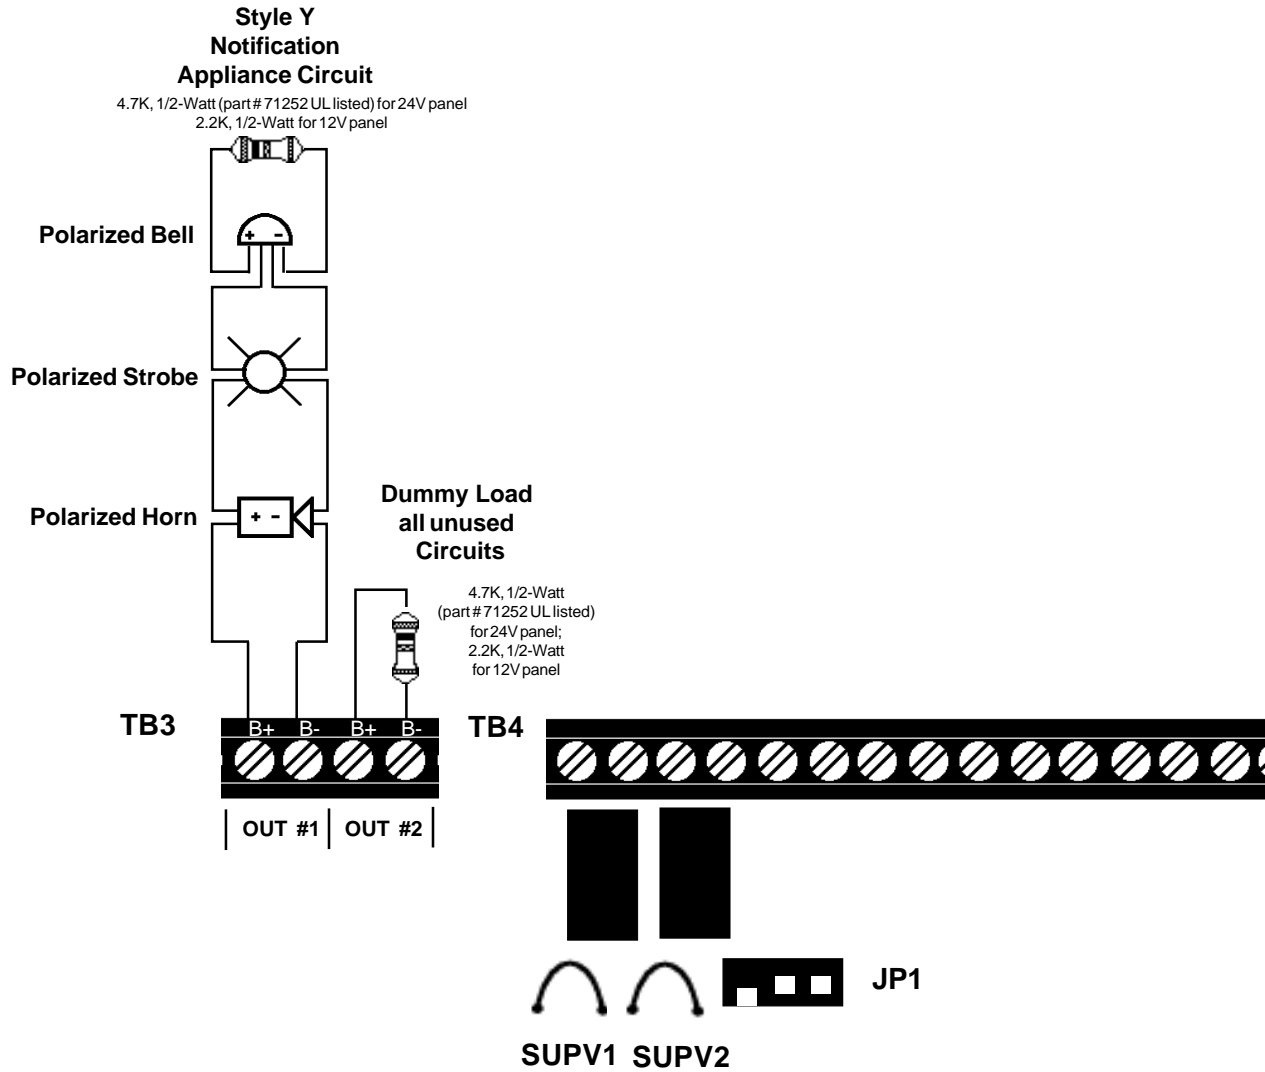 Style Y
Notification
Appliance Circuit
4.7K, 1/2-Watt (part # 71252 UL listed) for 24V panel
2.2K, 1/2-Watt for 12V panel
Polarized Bell
+ -
Polarized Strobe
Polarized Horn
+ -
Dummy Load
all unused
Circuits
4.7K, 1/2-Watt
(part # 71252 UL listed)
for 24V panel;
2.2K, 1/2-Watt
for 12V panel
TB3
B+ B- B+ B-
TB4
OUT #1
OUT #2
JP1
SUPV1
SUPV2